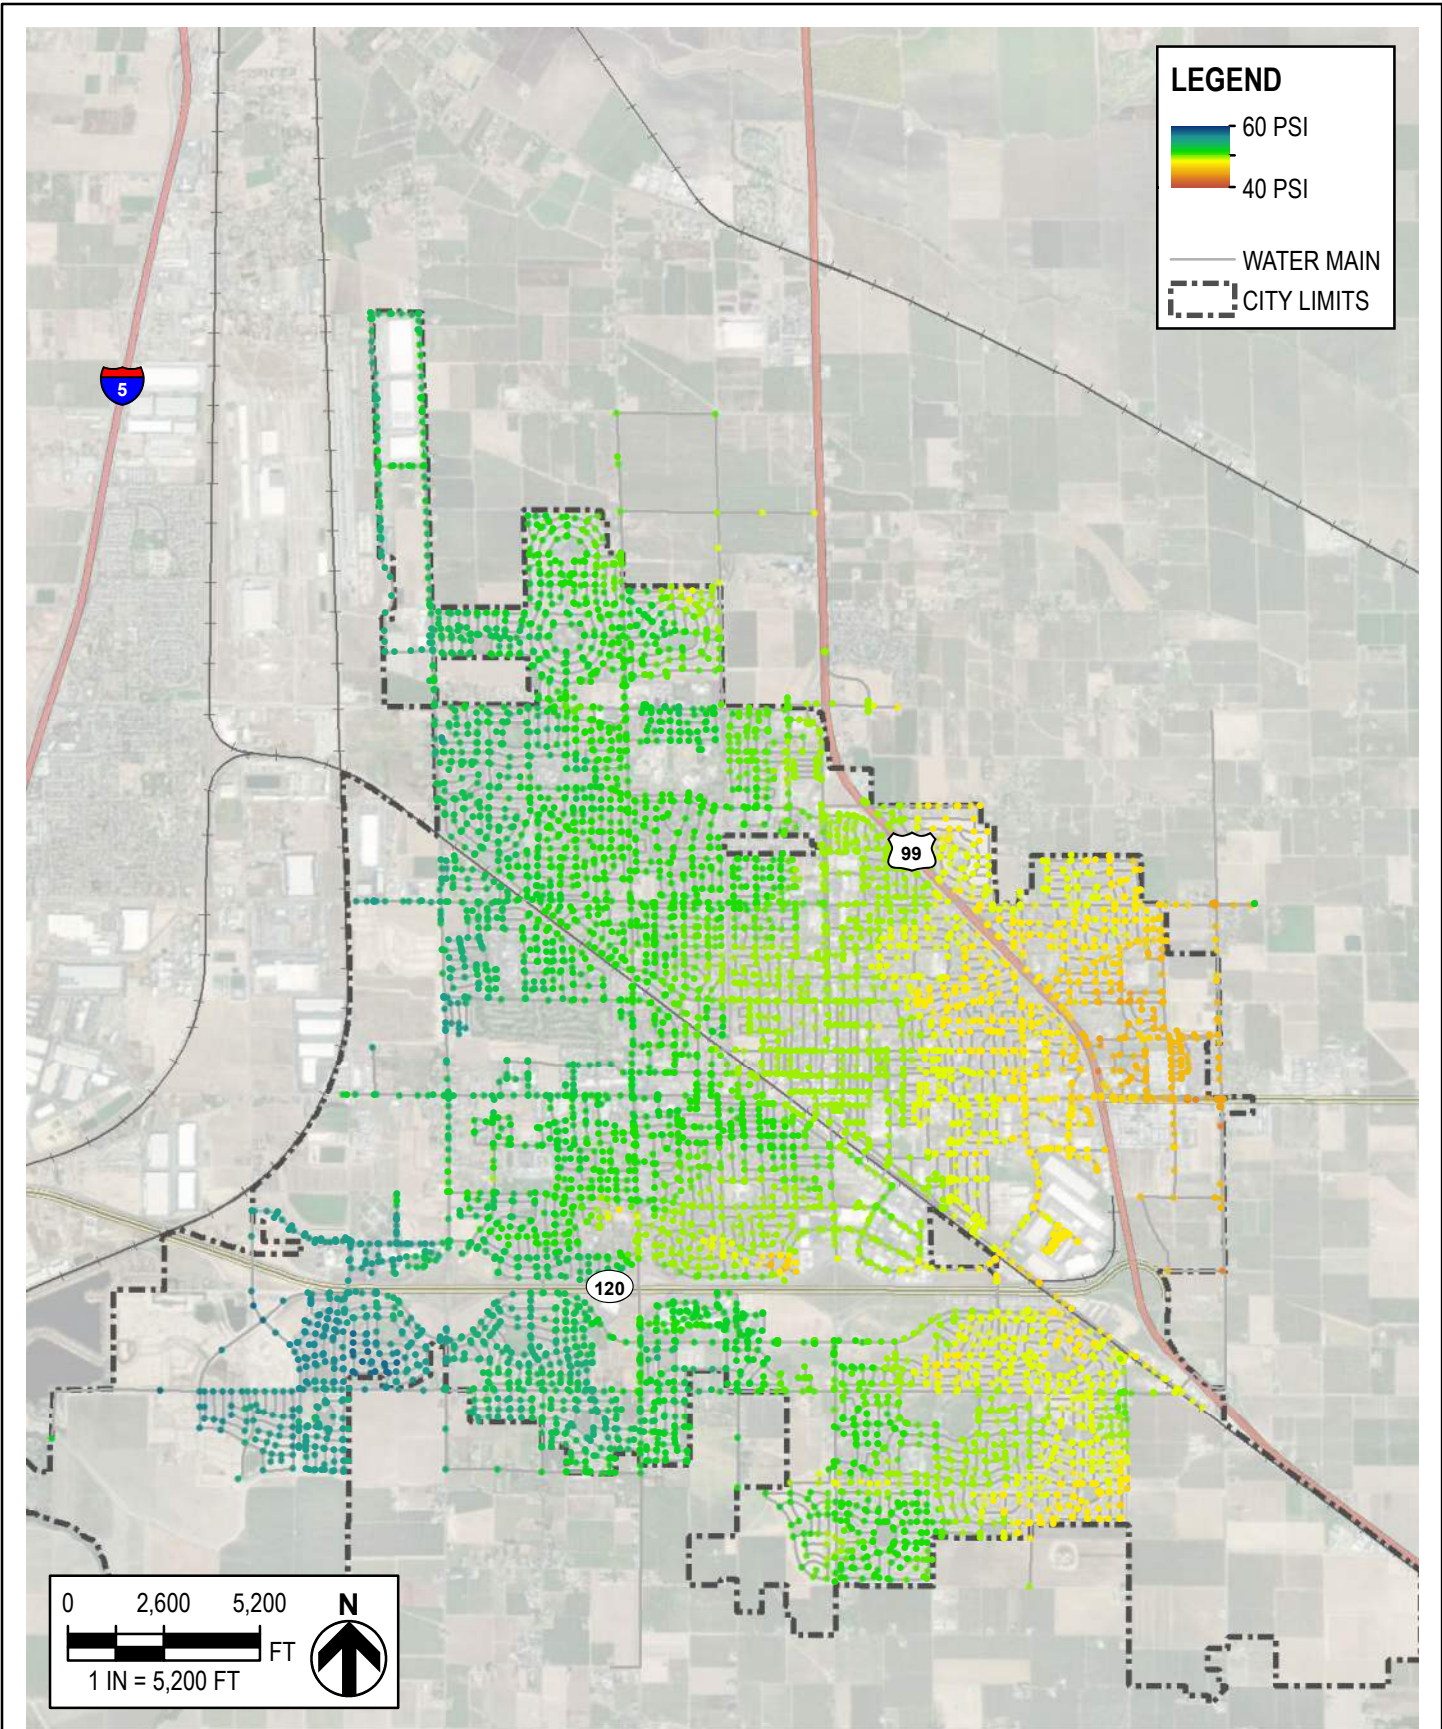 LEGEND
60 PSI
40 PSI
WATER MAIN
CITY LIMITS
5
99
120
0 2,600 5,200
FT
1 IN = 5,200 FT
N